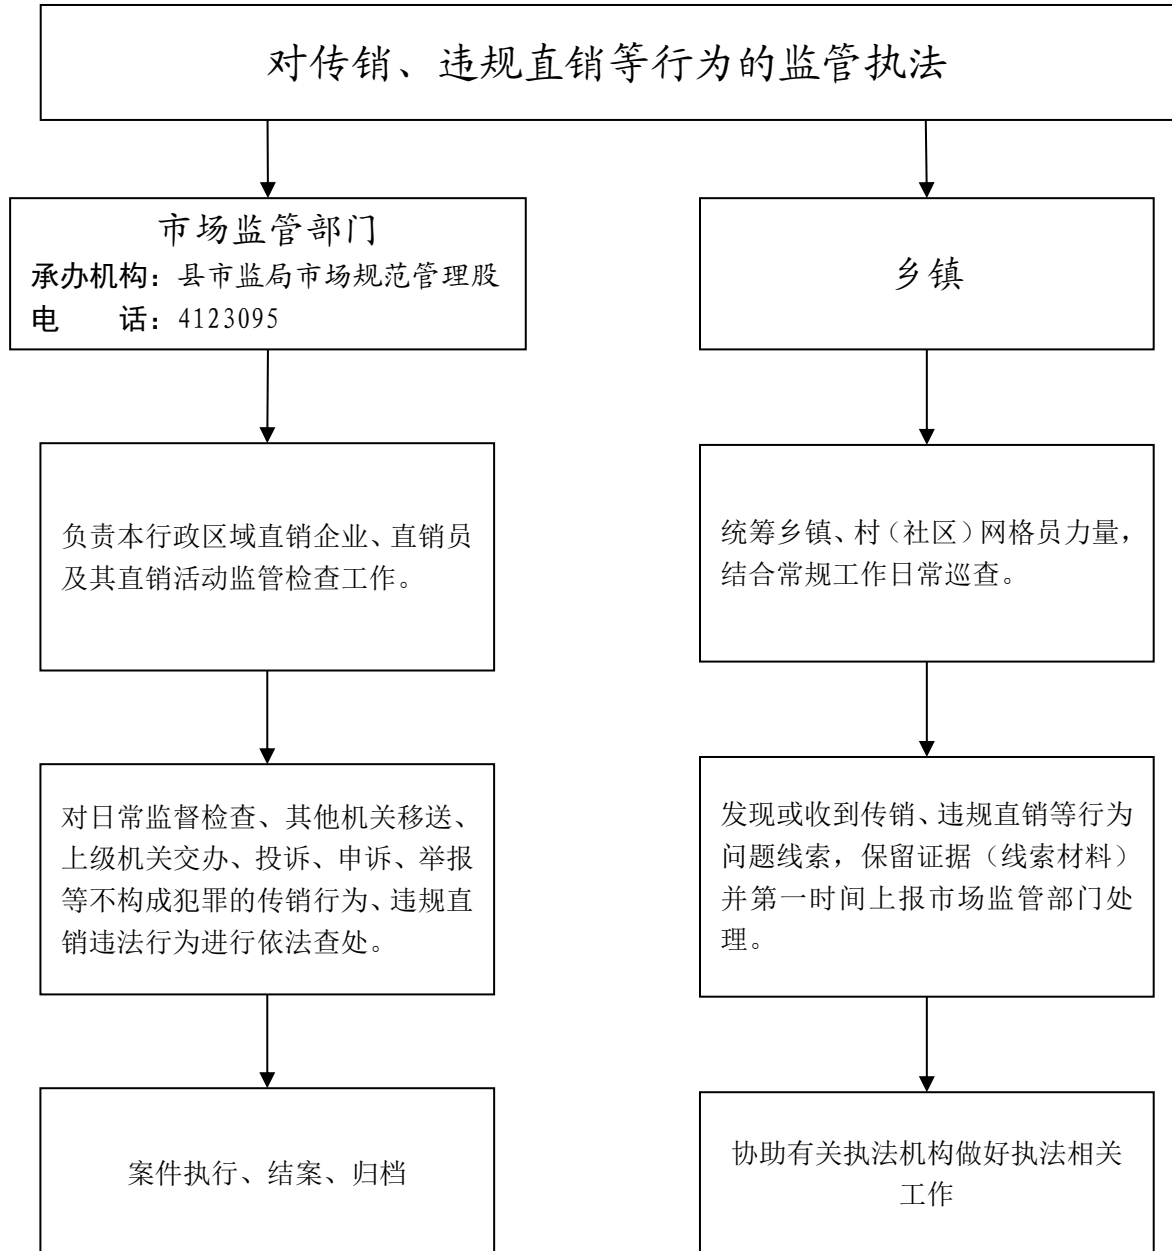 对传销、违规直销等行为的监管执法
市场监管部门
承办机构：县市监局市场规范管理股
电　　话：4123095
负责本行政区域直销企业、直销员
及其直销活动监管检查工作。
对日常监督检查、其他机关移送、
上级机关交办、投诉、申诉、举报
等不构成犯罪的传销行为、违规直
销违法行为进行依法查处。
案件执行、结案、归档
乡镇
统筹乡镇、村（社区）网格员力量，
结合常规工作日常巡查。
发现或收到传销、违规直销等行为
问题线索，保留证据（线索材料）
并第一时间上报市场监管部门处
理。
协助有关执法机构做好执法相关
工作